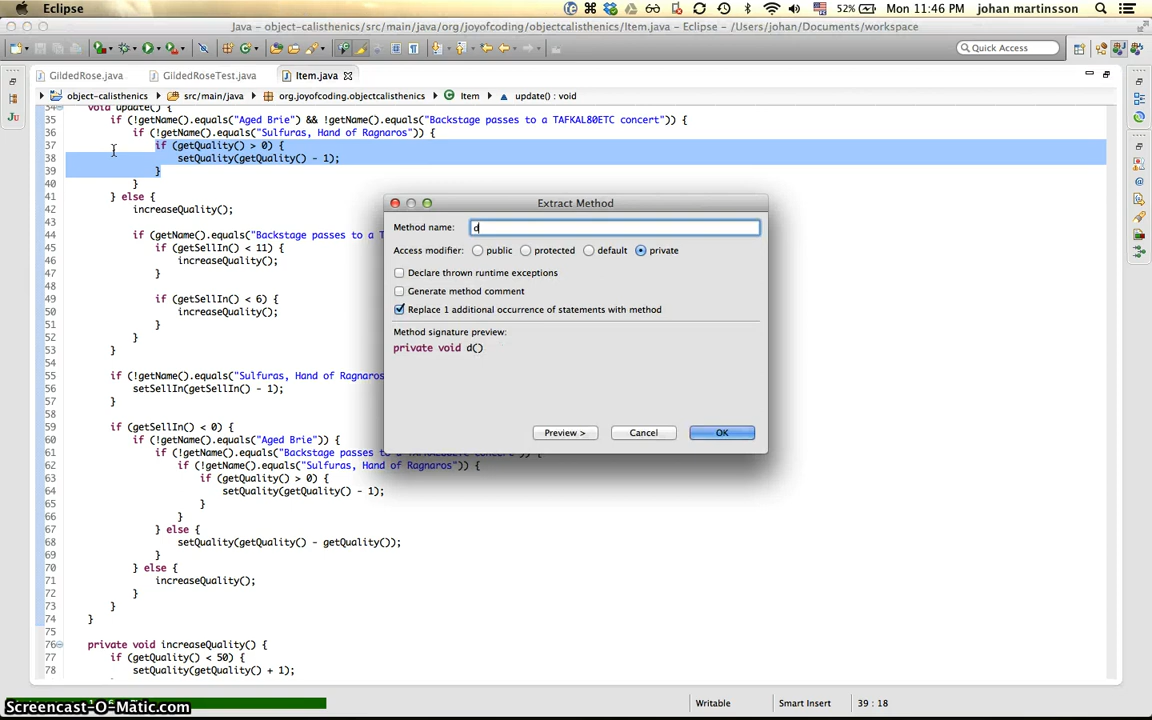 Eclipse
52%
Mon 11:46 PM
johan martinsson
Java - object-calisthenics/src/main/java/org/joyofcoding/objectcalisthenics/Item.java - Eclipse - /Users/johan/Documents/workspace
Quick Access
GildedRose.java
GildedRoseTest.java
Item.java
object-calisthenics
src/main/java
org.joyofcoding.objectcalisthenics
Item
update() : void
34 void update() {
35 if (!getName().equals("Aged Brie") && !getName().equals("Backstage passes to a TAFKAL80ETC concert")) {
36 if (!getName().equals("Sulfuras, Hand of Ragnaros")) {
37 if (getQuality() > 0) {
38 setQuality(getQuality() - 1);
39 }
40 }
41 } else {
42 increaseQuality();
43
44 if (getName().equals("Backstage passes to a T
45 if (getSellIn() < 11) {
46 increaseQuality();
47 }
48
49 if (getSellIn() < 6) {
50 increaseQuality();
51 }
52 }
53 }
54
55 if (!getName().equals("Sulfuras, Hand of Ragnaros
56 setSellIn(getSellIn() - 1);
57 }
58
59 if (getSellIn() < 0) {
60 if (!getName().equals("Aged Brie")) {
61 if (!getName().equals("Backstage passes to a TAFKAL80ETC concert")) {
62 if (!getName().equals("Sulfuras, Hand of Ragnaros")) {
63 if (getQuality() > 0) {
64 setQuality(getQuality() - 1);
65 }
66 }
67 } else {
68 setQuality(getQuality() - getQuality());
69 }
70 } else {
71 increaseQuality();
72 }
73 }
74 }
75
76 private void increaseQuality() {
77 if (getQuality() < 50) {
78 setQuality(getQuality() + 1);
Extract Method
Method name: d
Access modifier: public protected default private
Declare thrown runtime exceptions
Generate method comment
Replace 1 additional occurrence of statements with method
Method signature preview:
private void d()
Preview >
Cancel
OK
Ju
Writable
Smart Insert
39 : 18
Screencast-O-Matic.com